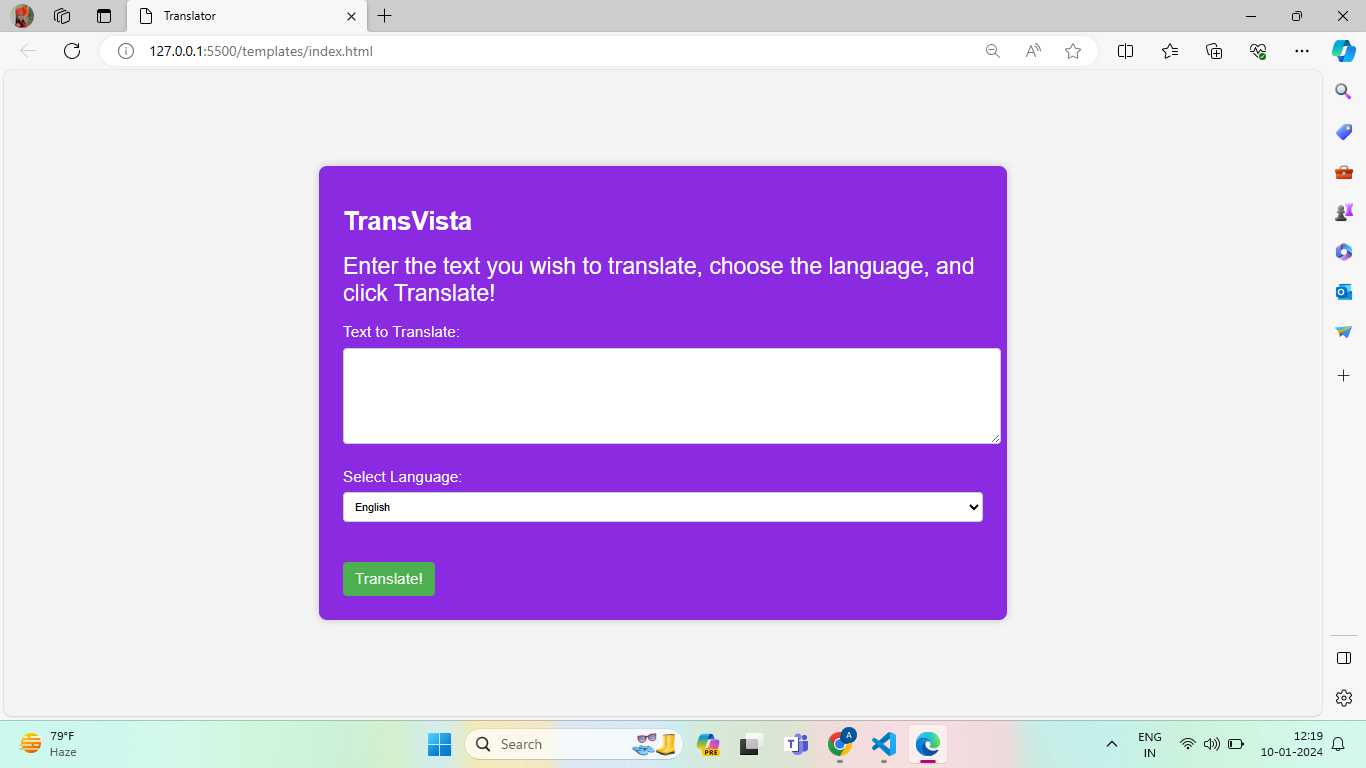 Translator
127.0.0.1:5500/templates/index.html
TransVista
Enter the text you wish to translate, choose the language, and
click Translate!
Text to Translate:
Select Language:
English
Translate!
79°F
Haze
Search
PRE
A
ENG
IN
12:19
10-01-2024